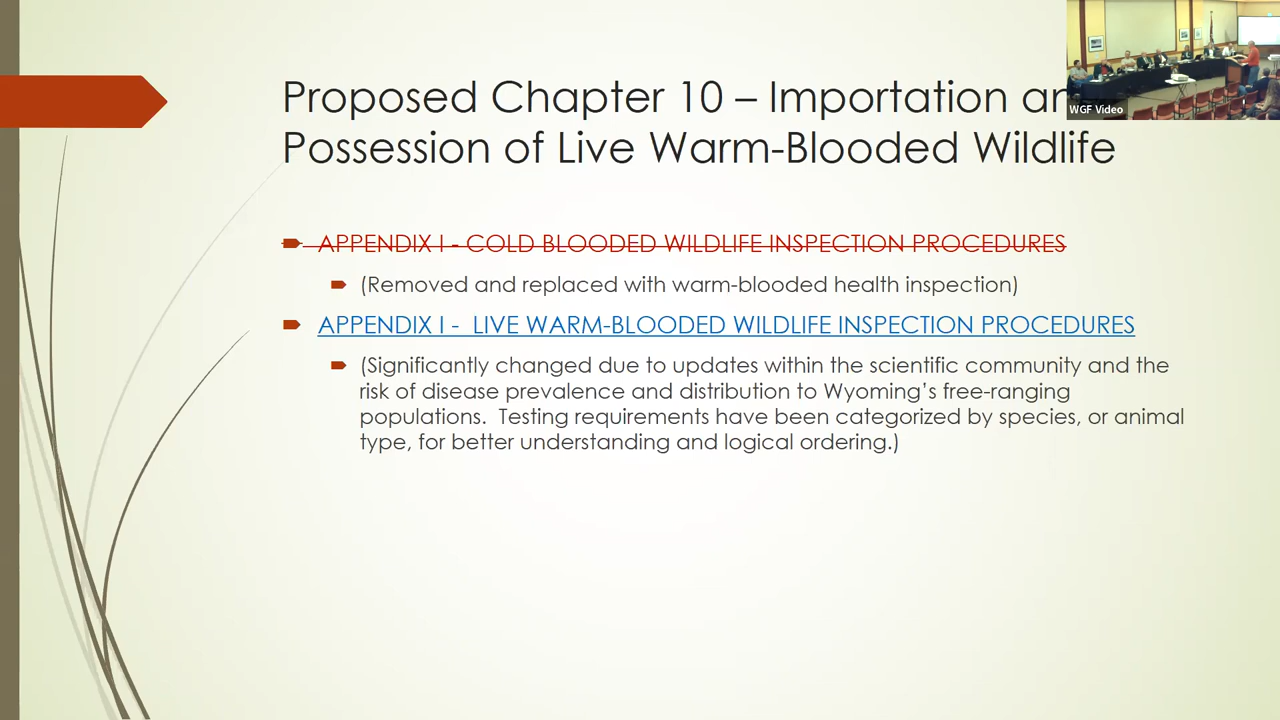 Proposed Chapter 10 – Importation an
WGF Video
Possession of Live Warm-Blooded Wildlife
APPENDIX I - COLD BLOODED WILDLIFE INSPECTION PROCEDURES
(Removed and replaced with warm-blooded health inspection)
APPENDIX I - LIVE WARM-BLOODED WILDLIFE INSPECTION PROCEDURES
(Significantly changed due to updates within the scientific community and the
risk of disease prevalence and distribution to Wyoming's free-ranging
populations. Testing requirements have been categorized by species, or animal
type, for better understanding and logical ordering.)